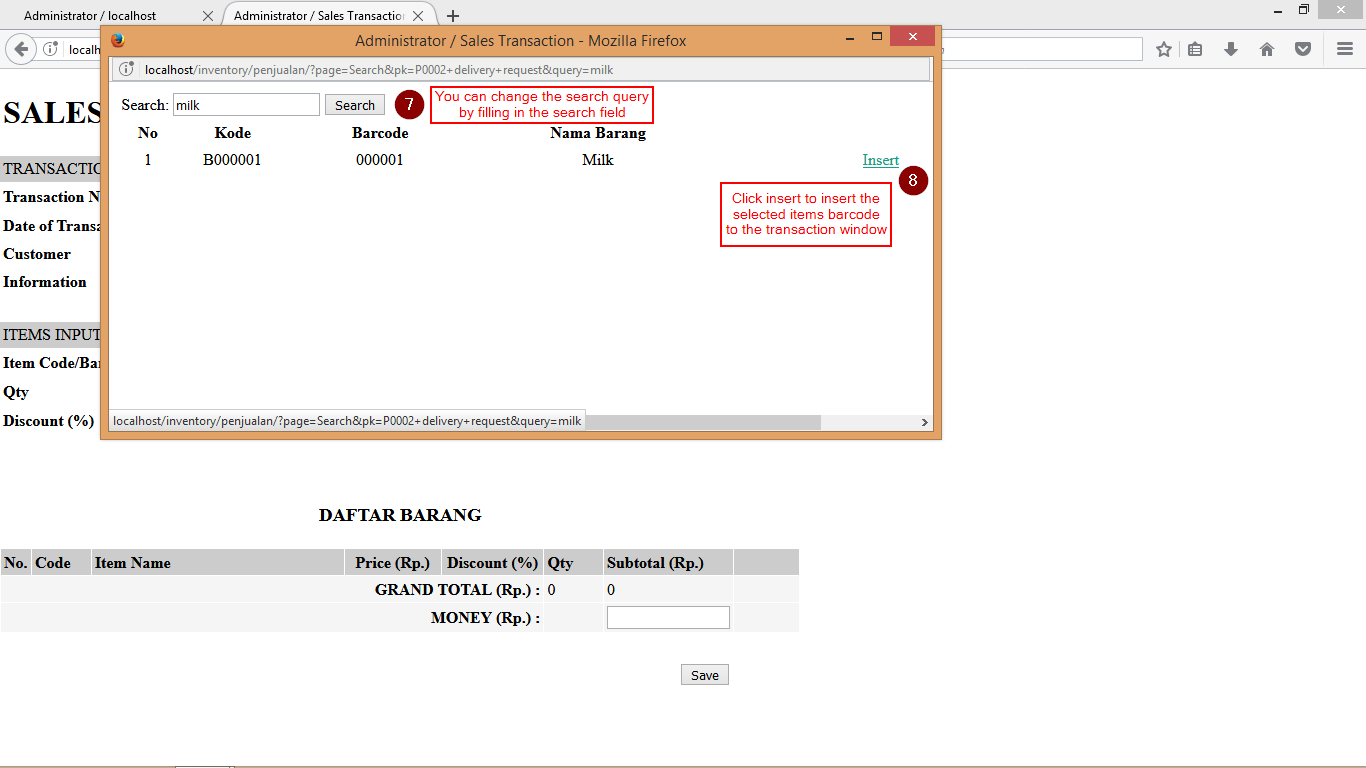 Administrator / localhost
Administrator / Sales Transaction
Administrator / Sales Transaction - Mozilla Firefox
localhost/inventory/penjualan/?page=Search&pk=P0002+delivery+request&query=milk
Search: milk Search
7
You can change the search query
by filling in the search field
No Kode Barcode Nama Barang
1 B000001 000001 Milk Insert
8
Click insert to insert the
selected items barcode
to the transaction window
localhost/inventory/penjualan/?page=Search&pk=P0002+delivery+request&query=milk
localh
SALES
TRANSACTIO
Transaction N
Date of Transa
Customer
Information
ITEMS INPUT
Item Code/Bar
Qty
Discount (%)
DAFTAR BARANG
No. Code Item Name Price (Rp.) Discount (%) Qty Subtotal (Rp.)
GRAND TOTAL (Rp.) : 0 0
MONEY (Rp.) :
Save